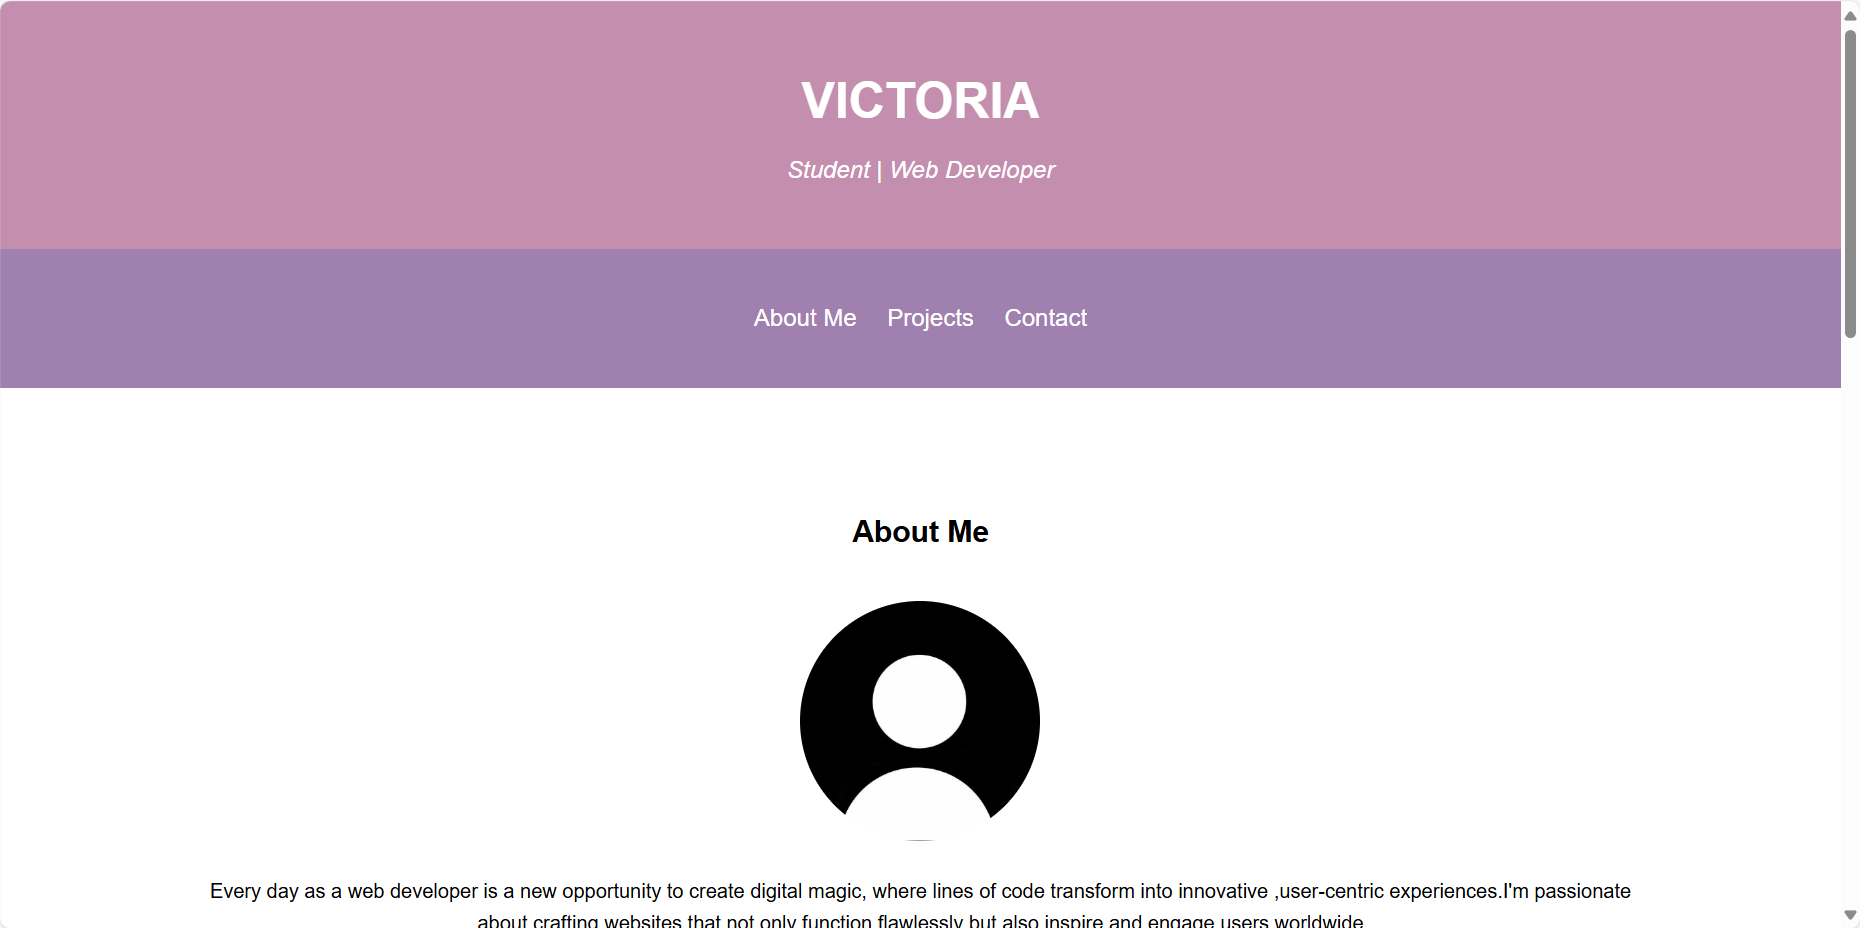 VICTORIA
Student | Web Developer
About Me Projects Contact
About Me
Every day as a web developer is a new opportunity to create digital magic, where lines of code transform into innovative ,user-centric experiences.I'm passionate
about crafting websites that not only function flawlessly but also inspire and engage users worldwide